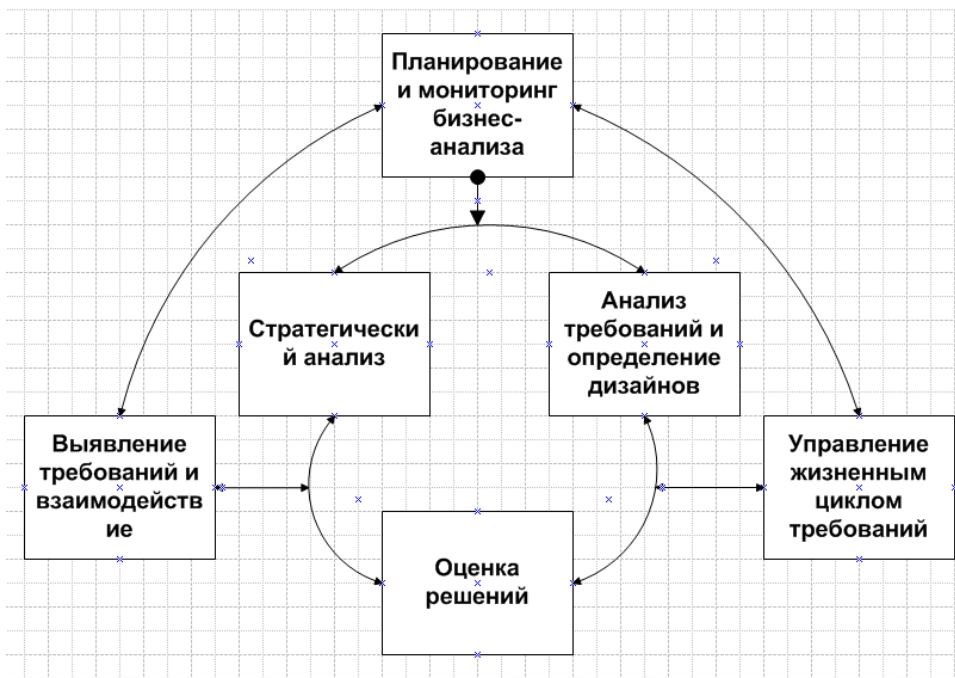 Планирование
и мониторинг
бизнес-
анализа
Стратегически
й анализ
Анализ
требований и
определение
дизайнов
Выявление
требований и
взаимодейств
ие
Управление
жизненным
циклом
требований
Оценка
решений